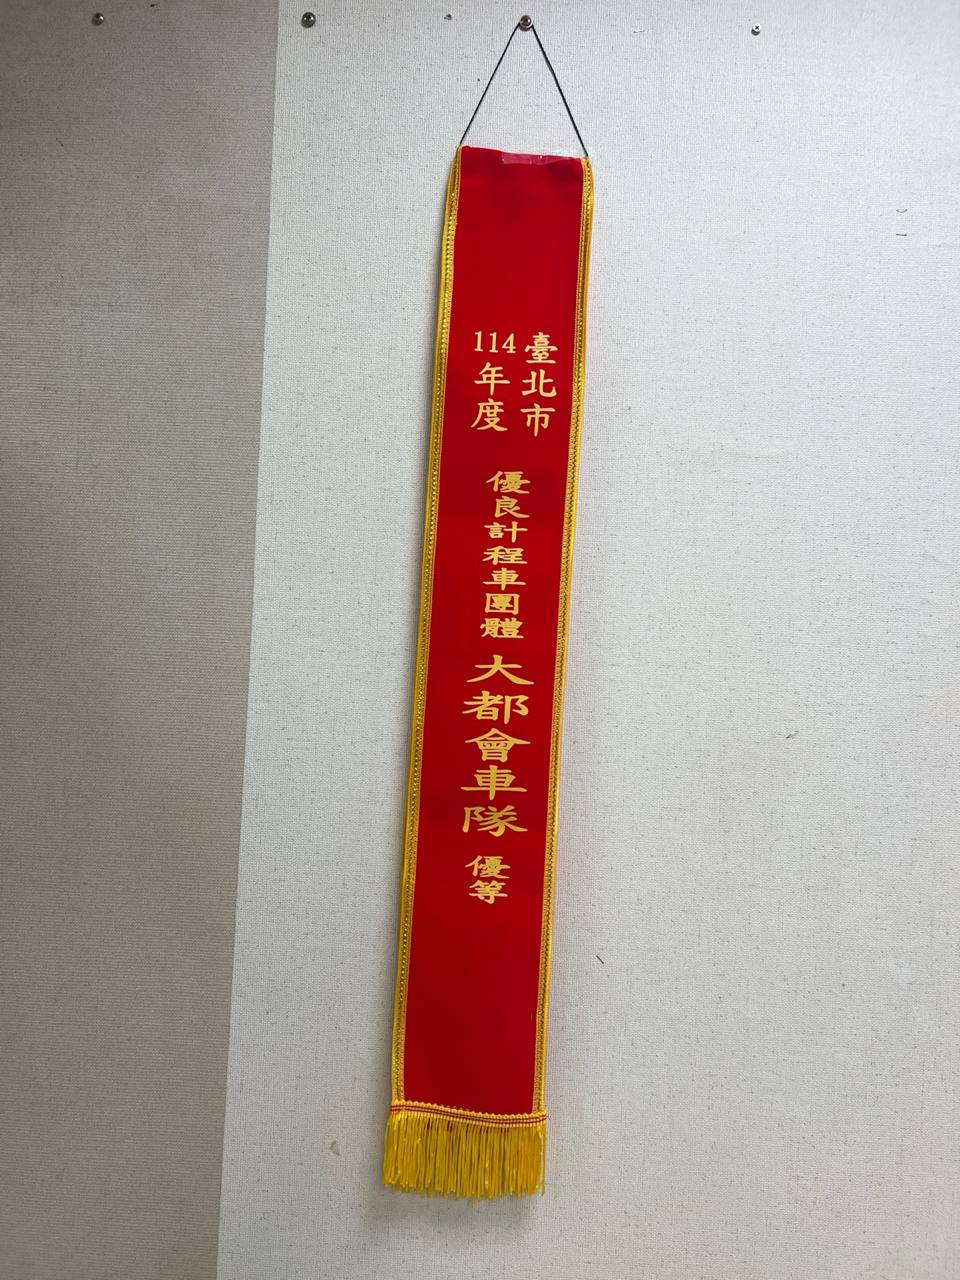 臺北市
114年度
優良計程車團體
大都會車隊
優等